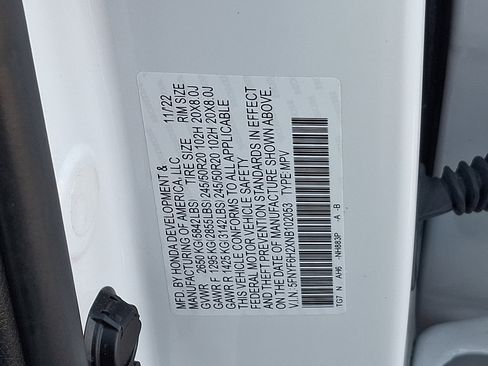 MFD. BY HONDA DEVELOPMENT & 11/22
MANUFACTURING OF AMERICA, LLC
TIRE SIZE RIM SIZE
GVWR 2650 KG(5842LBS)
GAWR F 1295 KG(2855LBS) 245/50R20 102H 20X8.0J
GAWR R 1425 KG(3142LBS) 245/50R20 102H 20X8.0J
THIS VEHICLE CONFORMS TO ALL APPLICABLE
FEDERAL MOTOR VEHICLE SAFETY
AND THEFT PREVENTION STANDARDS IN EFFECT
ON THE DATE OF MANUFACTURE SHOWN ABOVE.
V.I.N.: 5FNYF6H2XNB102053 TYPE: MPV
TG7 N AH6 -NH883P A -B